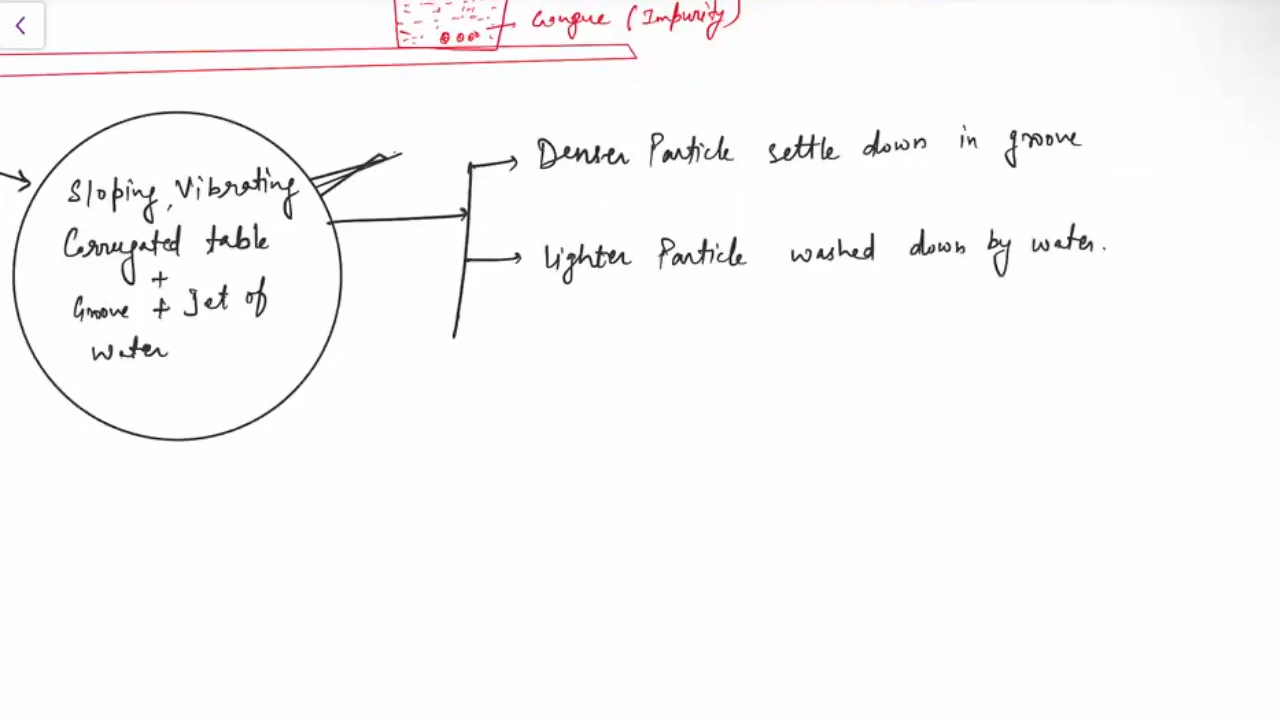 Gongue (Impurity)
Denser Particle settle down in groove
Sloping, Vibrating
Corrugated table
+
Groove + Jet of
water
Lighter Particle washed down by water.